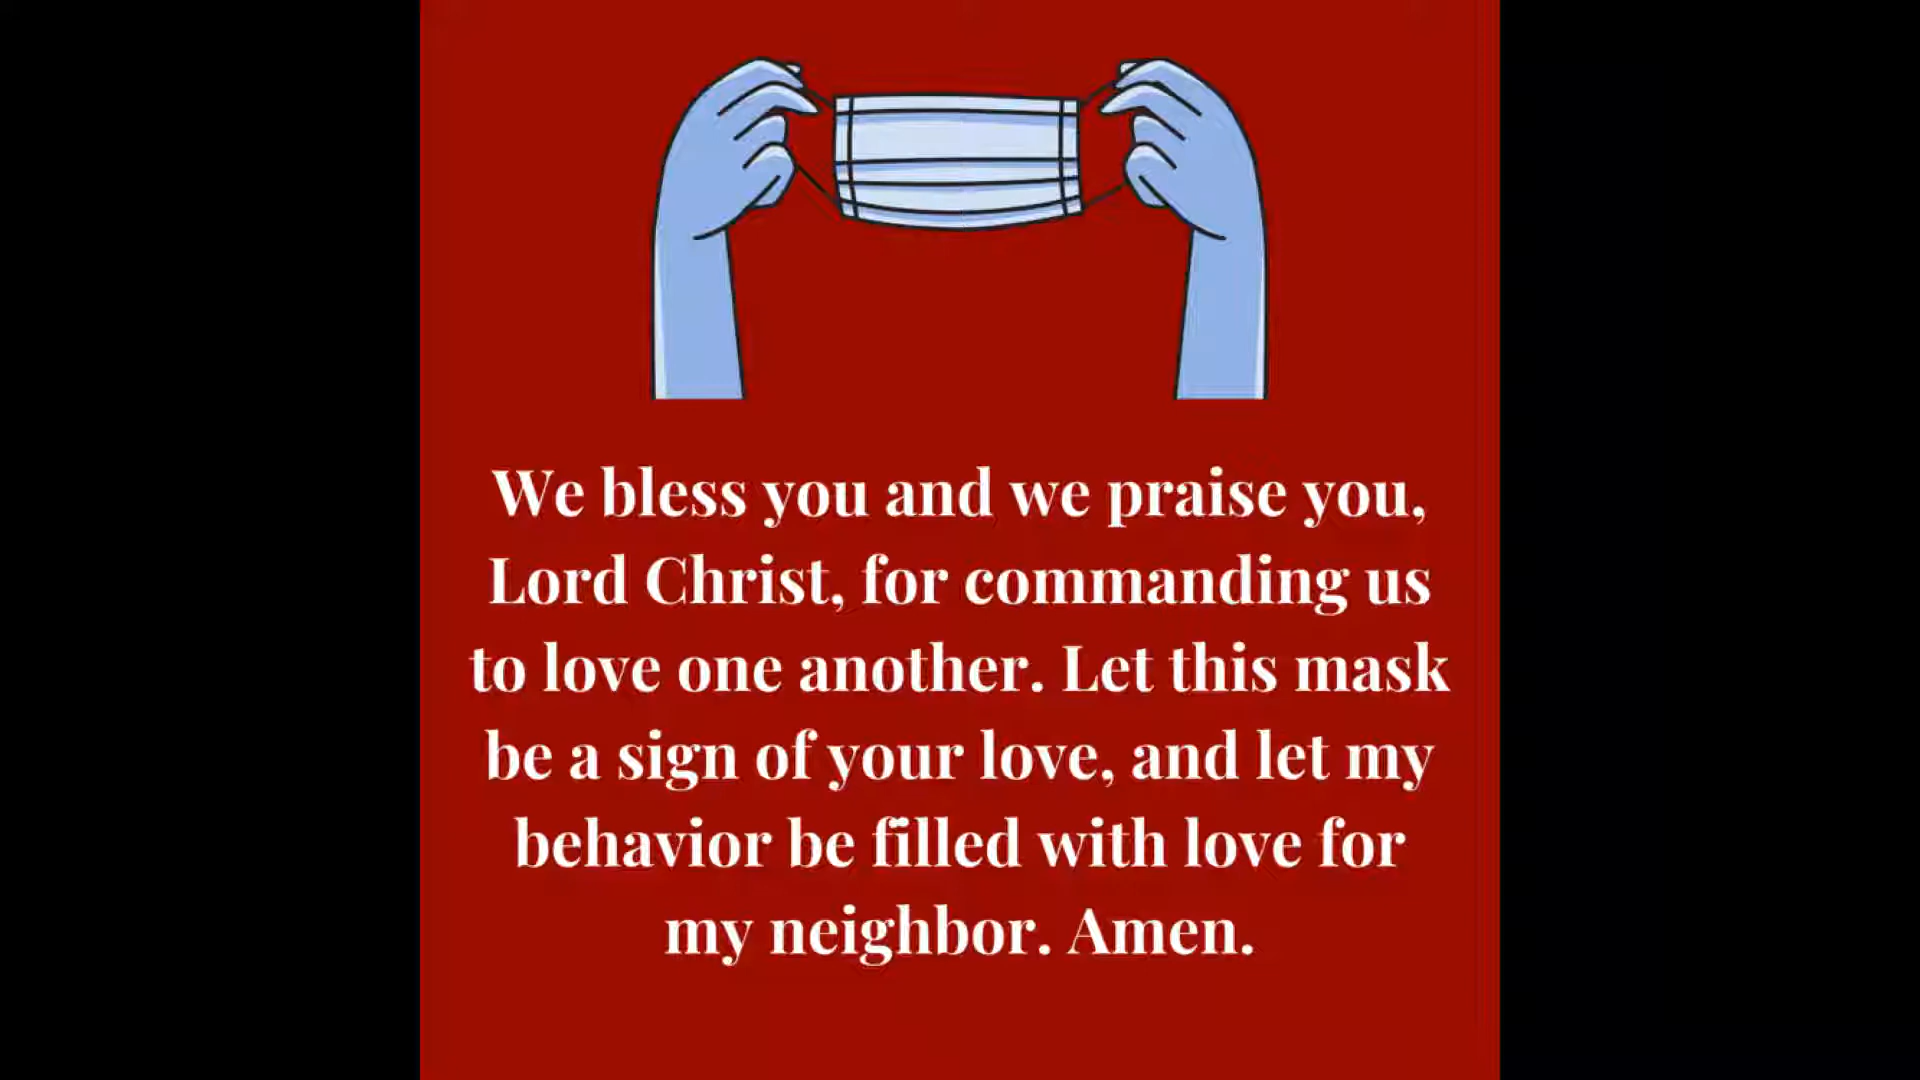 We bless you and we praise you,
Lord Christ, for commanding us
to love one another. Let this mask
be a sign of your love, and let my
behavior be filled with love for
my neighbor. Amen.